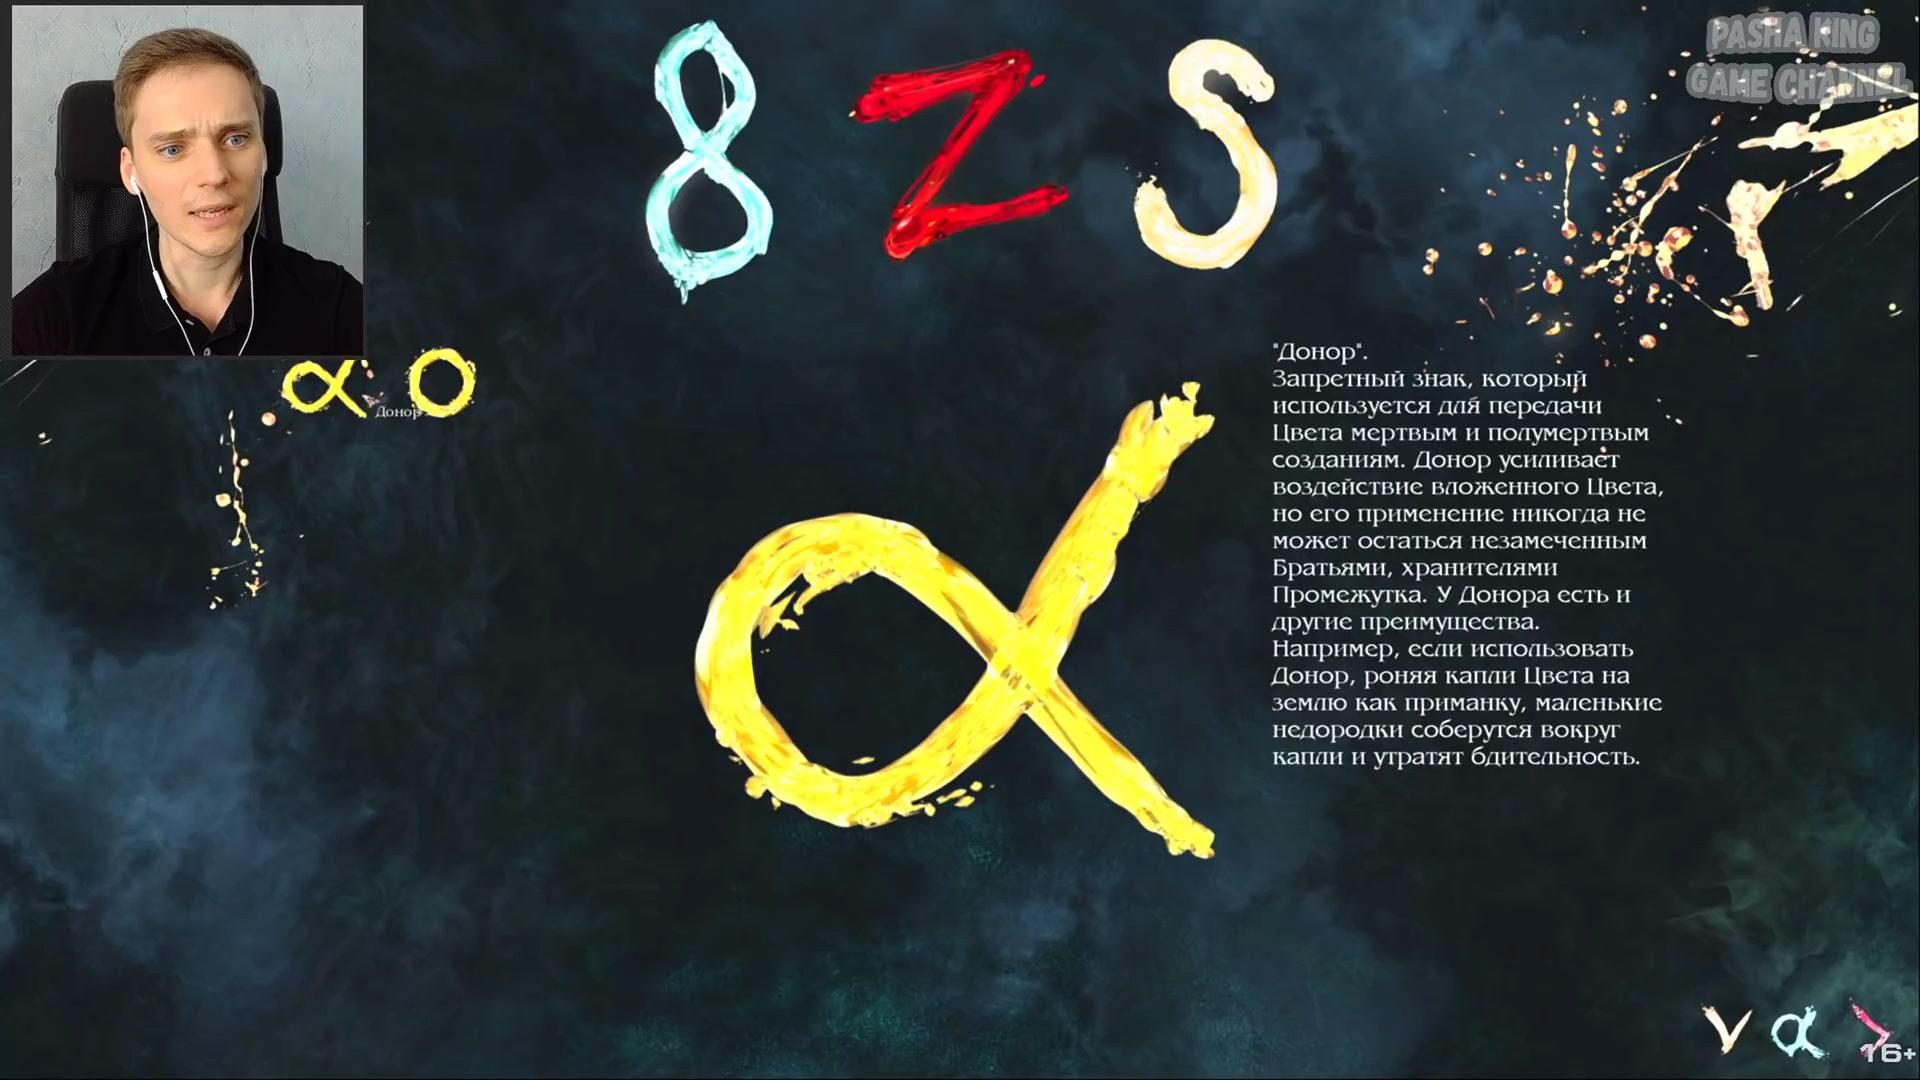 PASHA KING
GAME CHANNEL
8 Z S
α O
Донор
"Донор".
Запретный знак, который
используется для передачи
Цвета мертвым и полумертвым
созданиям. Донор усиливает
воздействие вложенного Цвета,
но его применение никогда не
может остаться незамеченным
Братьями, хранителями
Промежутка. У Донора есть и
другие преимущества.
Например, если использовать
Донор, роняя капли Цвета на
землю как приманку, маленькие
недородки соберутся вокруг
капли и утратят бдительность.
α
16+